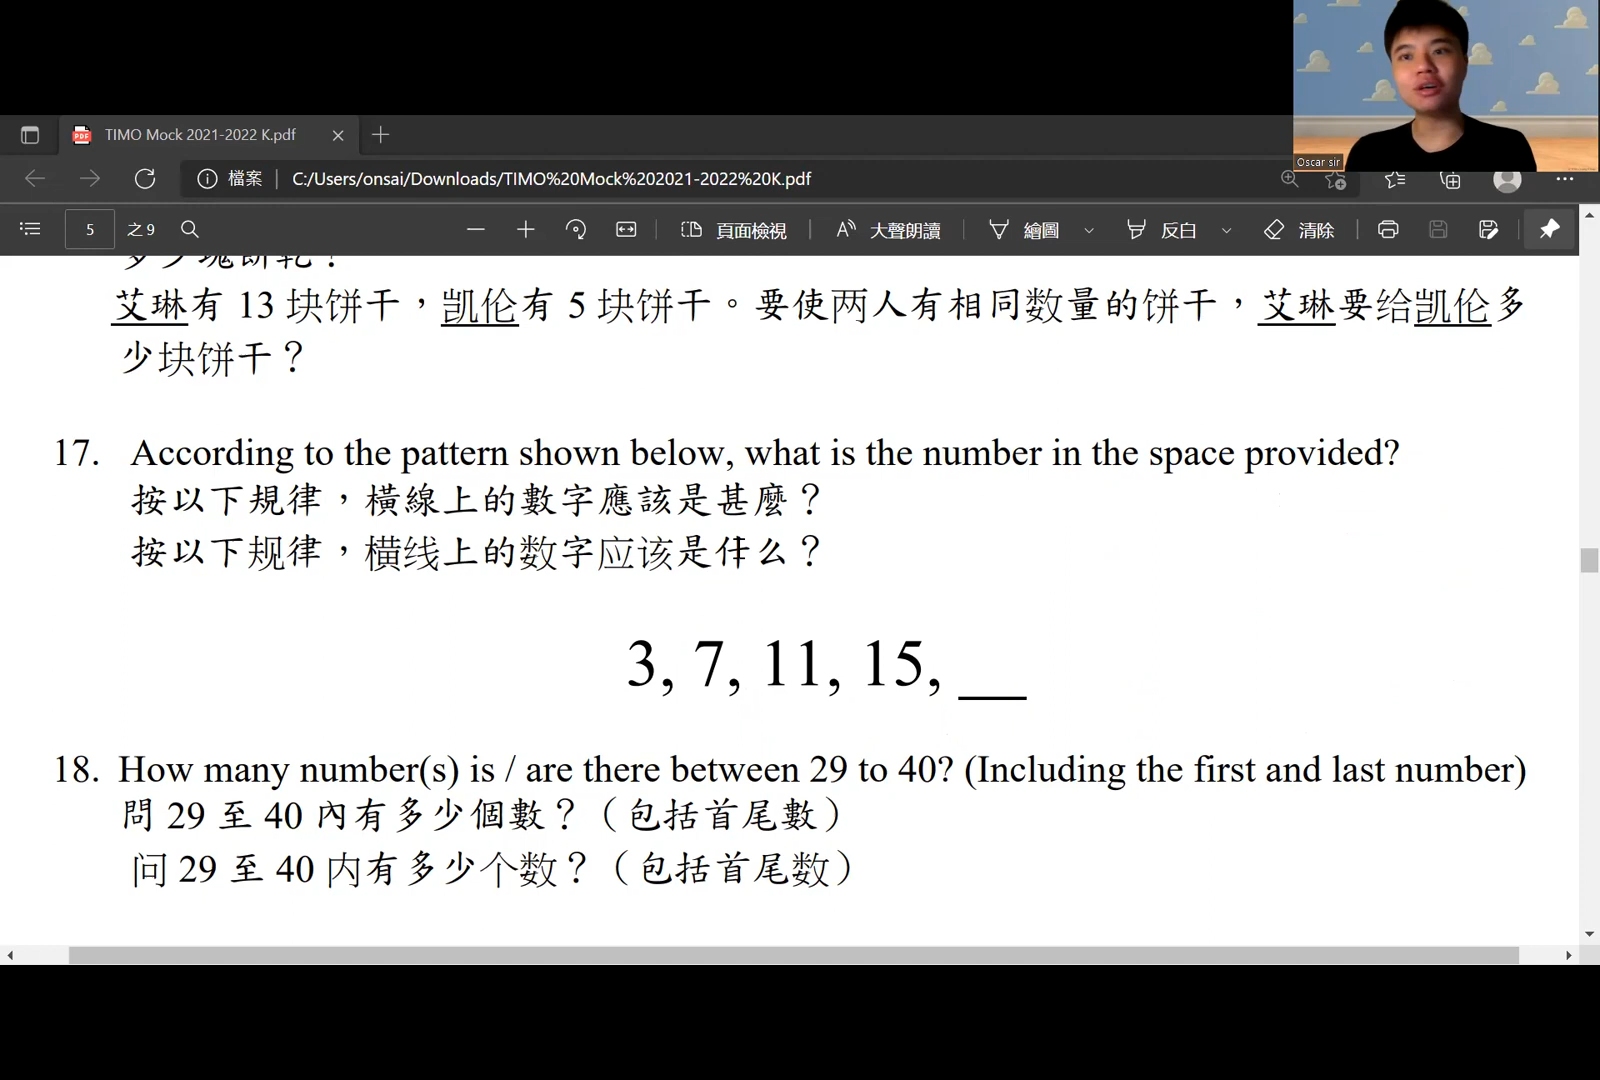 TIMO Mock 2021-2022 K.pdf
檔案 C:/Users/onsai/Downloads/TIMO%20Mock%202021-2022%20K.pdf
Oscar sir
5 之9 頁面檢視 大聲朗讀 繪圖 反白 清除
多少塊餅乾？
艾琳有 13 块饼干，凯伦有 5 块饼干。要使两人有相同数量的饼干，艾琳要给凯伦多
少块饼干？
17. According to the pattern shown below, what is the number in the space provided?
按以下規律，橫線上的數字應該是甚麼？
按以下规律，横线上的数字应该是什么？
3, 7, 11, 15, __
18. How many number(s) is / are there between 29 to 40? (Including the first and last number)
問 29 至 40 內有多少個數？（包括首尾數）
问 29 至 40 内有多少个数？（包括首尾数）